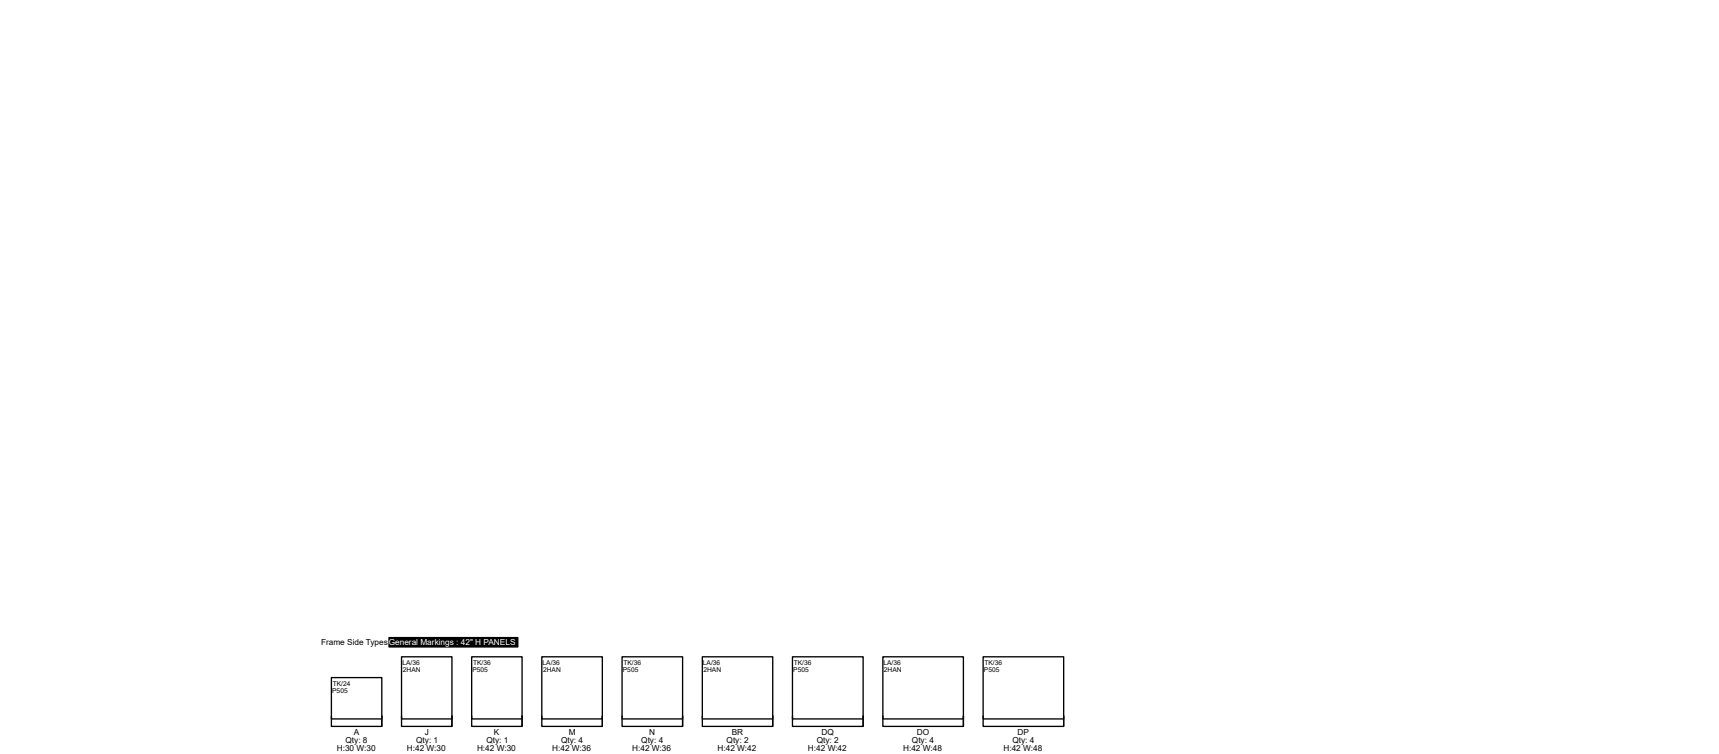 Frame Side Types General Markings : 42" H PANELS
TK/24
P505
A
Qty: 8
H:30 W:30
LA/36
2HAN
J
Qty: 1
H:42 W:30
TK/36
P505
K
Qty: 1
H:42 W:30
LA/36
2HAN
M
Qty: 4
H:42 W:36
TK/36
P505
N
Qty: 4
H:42 W:36
LA/36
2HAN
BR
Qty: 2
H:42 W:42
TK/36
P505
DQ
Qty: 2
H:42 W:42
LA/36
2HAN
DO
Qty: 4
H:42 W:48
TK/36
P505
DP
Qty: 4
H:42 W:48